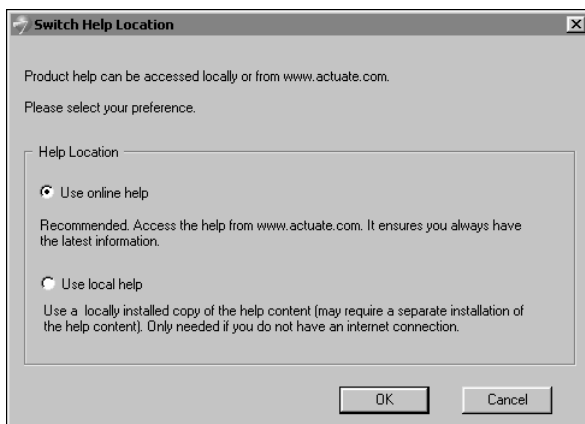 Switch Help Location
Product help can be accessed locally or from www.actuate.com.
Please select your preference.
Help Location
Use online help
Recommended. Access the help from www.actuate.com. It ensures you always have
the latest information.
Use local help
Use a locally installed copy of the help content (may require a separate installation of
the help content). Only needed if you do not have an internet connection.
OK
Cancel